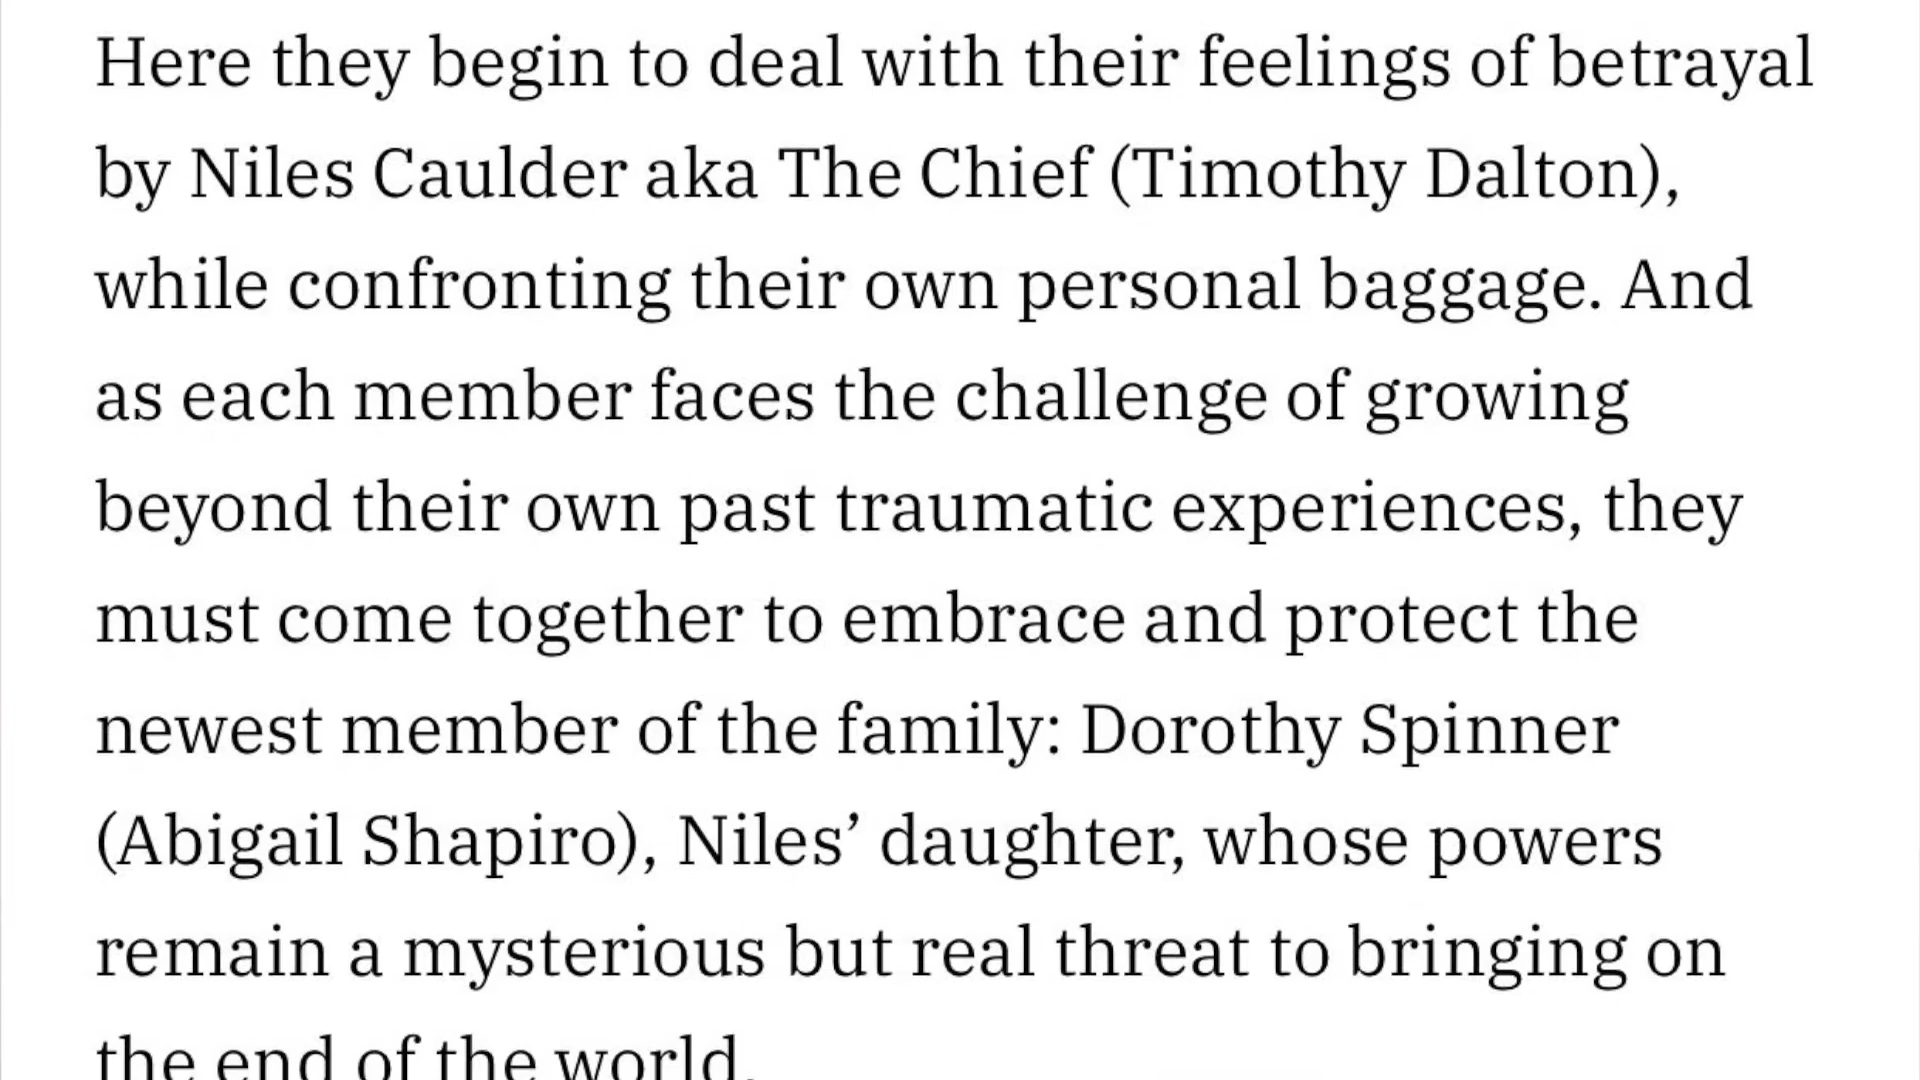 Here they begin to deal with their feelings of betrayal
by Niles Caulder aka The Chief (Timothy Dalton),
while confronting their own personal baggage. And
as each member faces the challenge of growing
beyond their own past traumatic experiences, they
must come together to embrace and protect the
newest member of the family: Dorothy Spinner
(Abigail Shapiro), Niles’ daughter, whose powers
remain a mysterious but real threat to bringing on
the end of the world.